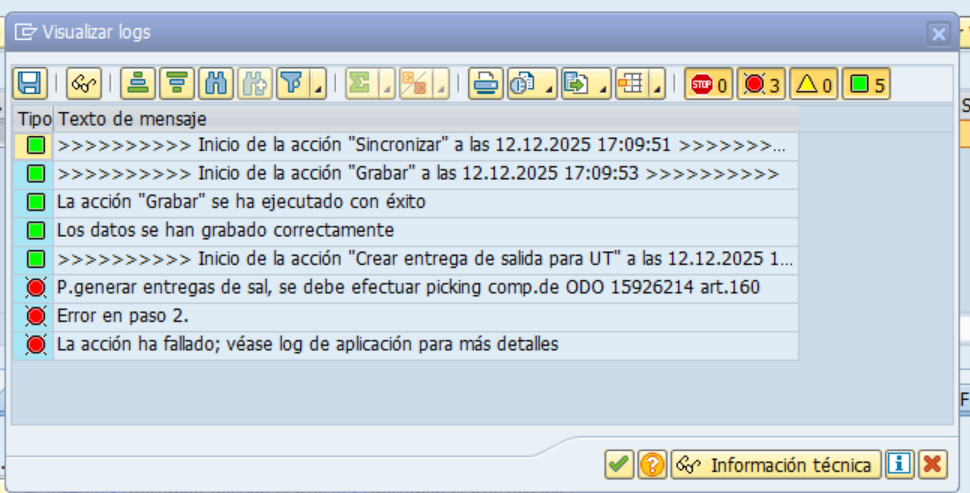 Visualizar logs
STOP 0 3 0 5
Tipo Texto de mensaje
>>>>>>>>>> Inicio de la acción "Sincronizar" a las 12.12.2025 17:09:51 >>>>>>>...
>>>>>>>>>> Inicio de la acción "Grabar" a las 12.12.2025 17:09:53 >>>>>>>>>>
La acción "Grabar" se ha ejecutado con éxito
Los datos se han grabado correctamente
>>>>>>>>>> Inicio de la acción "Crear entrega de salida para UT" a las 12.12.2025 1...
P.generar entregas de sal, se debe efectuar picking comp.de ODO 15926214 art.160
Error en paso 2.
La acción ha fallado; véase log de aplicación para más detalles
Información técnica